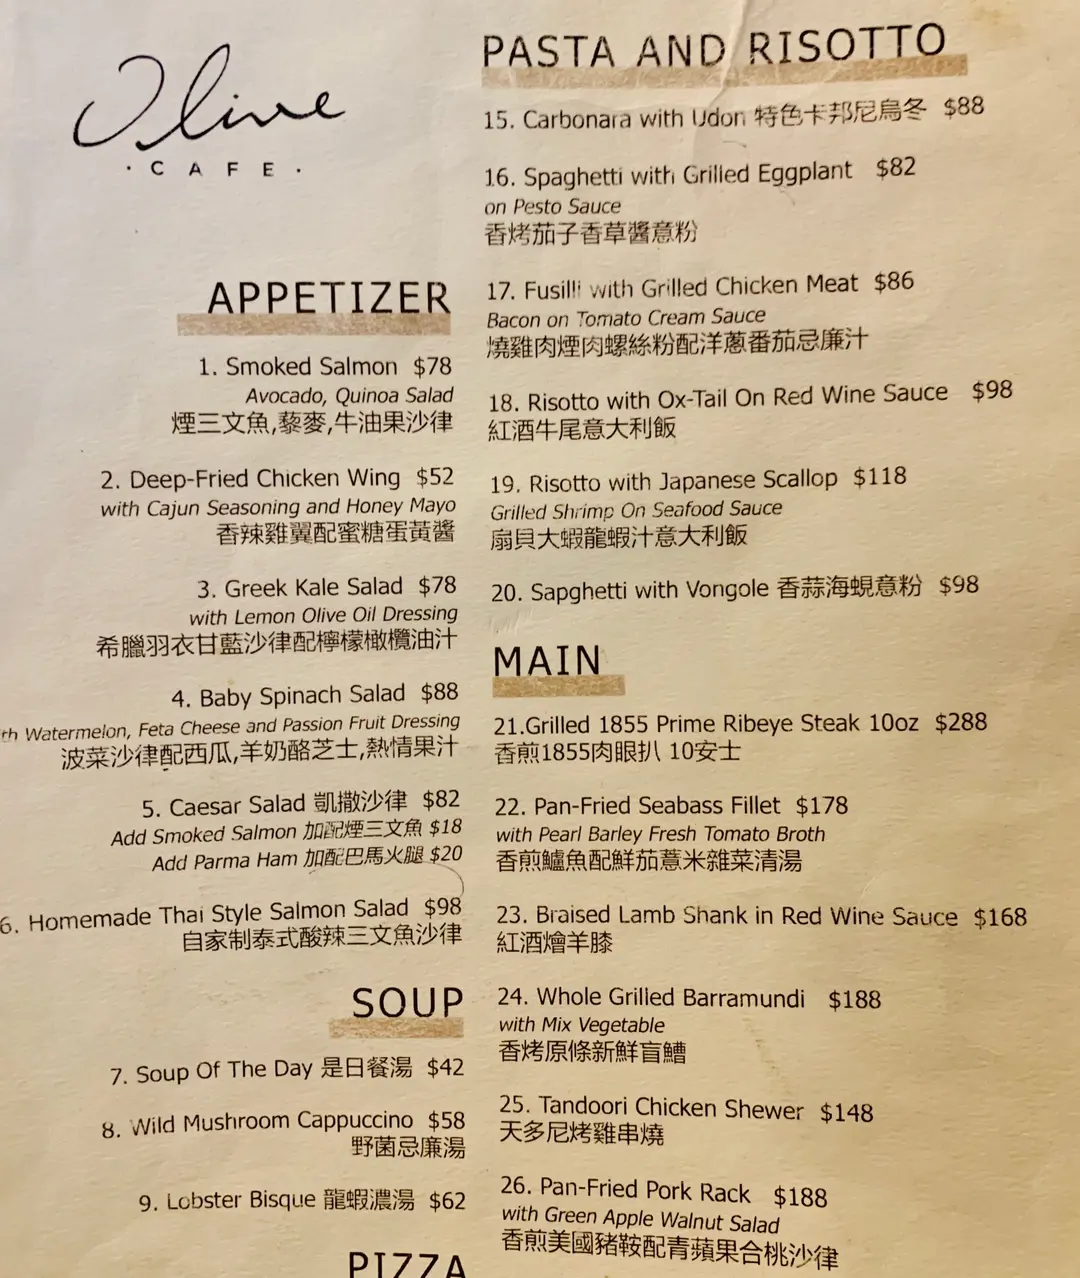 Olive
· CAFE ·
APPETIZER
1. Smoked Salmon $78
Avocado, Quinoa Salad
煙三文魚,藜麥,牛油果沙律
2. Deep-Fried Chicken Wing $52
with Cajun Seasoning and Honey Mayo
香辣雞翼配蜜糖蛋黃醬
3. Greek Kale Salad $78
with Lemon Olive Oil Dressing
希臘羽衣甘藍沙律配檸檬橄欖油汁
4. Baby Spinach Salad $88
th Watermelon, Feta Cheese and Passion Fruit Dressing
波菜沙律配西瓜,羊奶酪芝士,熱情果汁
5. Caesar Salad 凱撒沙律 $82
Add Smoked Salmon 加配煙三文魚 $18
Add Parma Ham 加配巴馬火腿 $20
6. Homemade Thai Style Salmon Salad $98
自家制泰式酸辣三文魚沙律
SOUP
7. Soup Of The Day 是日餐湯 $42
8. Wild Mushroom Cappuccino $58
野菌忌廉湯
9. Lobster Bisque 龍蝦濃湯 $62
PIZZA
PASTA AND RISOTTO
15. Carbonara with Udon 特色卡邦尼烏冬 $88
16. Spaghetti with Grilled Eggplant $82
on Pesto Sauce
香烤茄子香草醬意粉
17. Fusilli with Grilled Chicken Meat $86
Bacon on Tomato Cream Sauce
燒雞肉煙肉螺絲粉配洋蔥番茄忌廉汁
18. Risotto with Ox-Tail On Red Wine Sauce $98
紅酒牛尾意大利飯
19. Risotto with Japanese Scallop $118
Grilled Shrimp On Seafood Sauce
扇貝大蝦龍蝦汁意大利飯
20. Sapghetti with Vongole 香蒜海蜆意粉 $98
MAIN
21.Grilled 1855 Prime Ribeye Steak 10oz $288
香煎1855肉眼扒 10安士
22. Pan-Fried Seabass Fillet $178
with Pearl Barley Fresh Tomato Broth
香煎鱸魚配鮮茄薏米雜菜清湯
23. Braised Lamb Shank in Red Wine Sauce $168
紅酒燴羊膝
24. Whole Grilled Barramundi $188
with Mix Vegetable
香烤原條新鮮盲鰽
25. Tandoori Chicken Shewer $148
天多尼烤雞串燒
26. Pan-Fried Pork Rack $188
with Green Apple Walnut Salad
香煎美國豬鞍配青蘋果合桃沙律